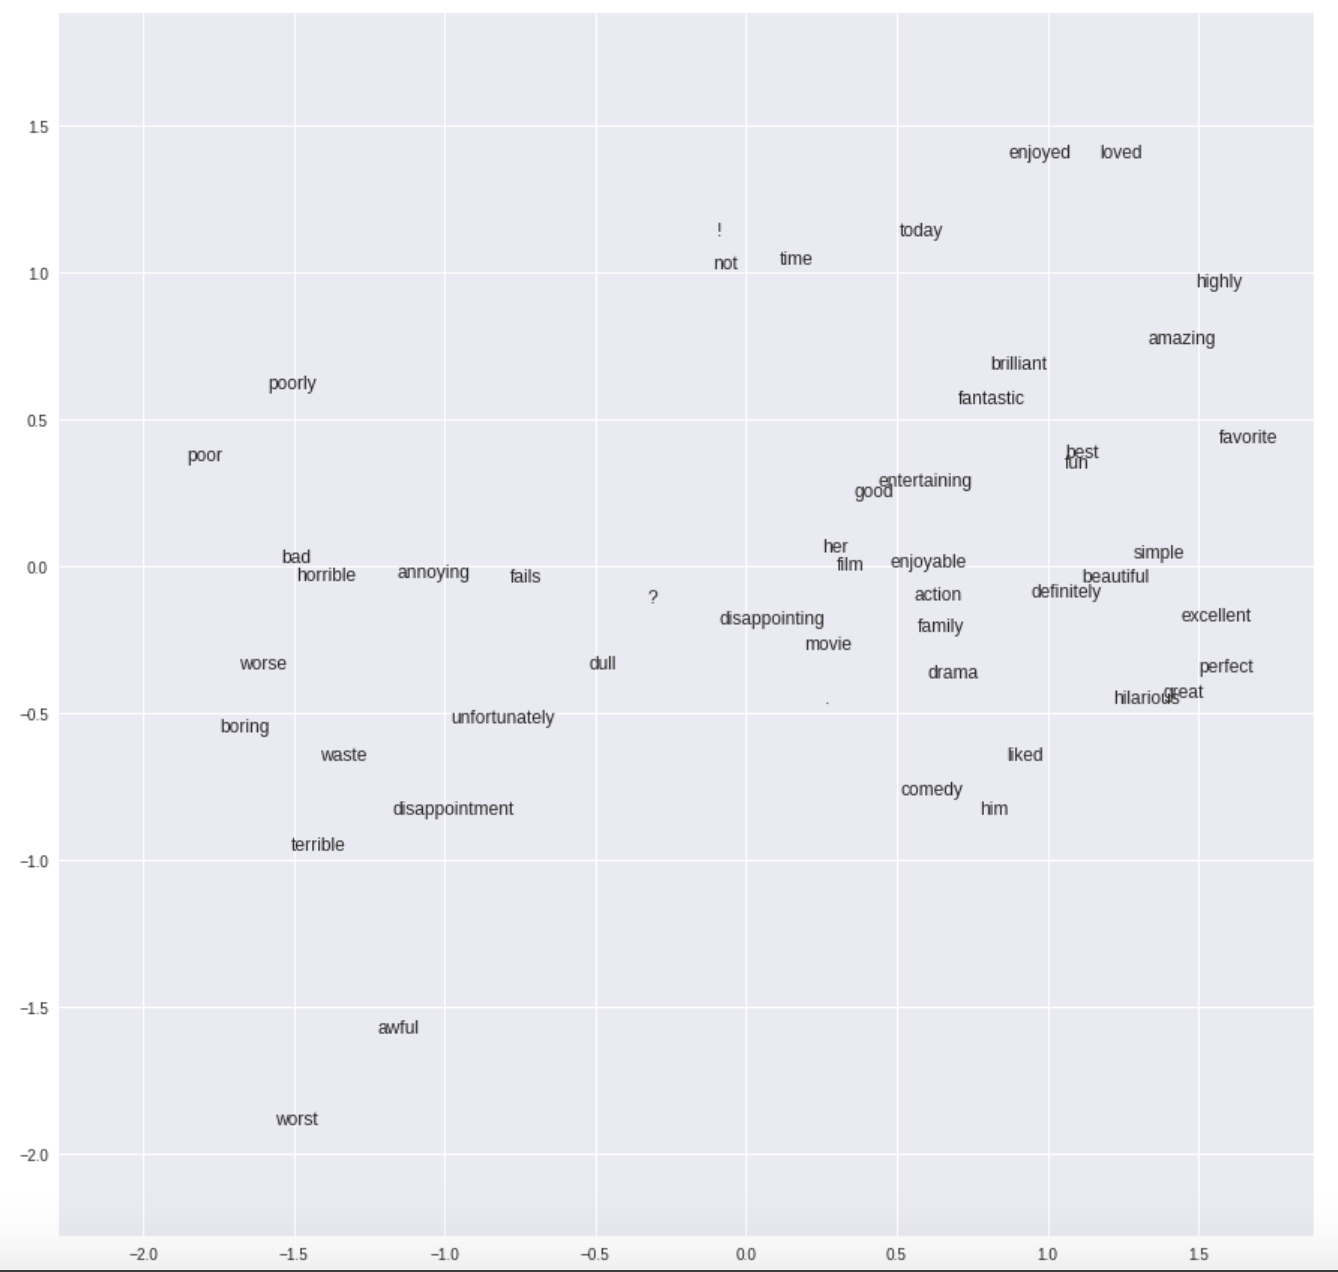 1.5
enjoyed loved
! today
not time
1.0
highly
amazing
brilliant
poorly
fantastic
0.5
favorite
poor best
fun
entertaining
good
her simple
bad film enjoyable
0.0
horrible annoying fails beautiful
? action definitely
disappointing excellent
family
movie
worse dull drama perfect
great
hilarious
.
−0.5
boring unfortunately
waste liked
comedy
disappointment him
terrible
−1.0
−1.5
awful
worst
−2.0
−2.0 −1.5 −1.0 −0.5 0.0 0.5 1.0 1.5